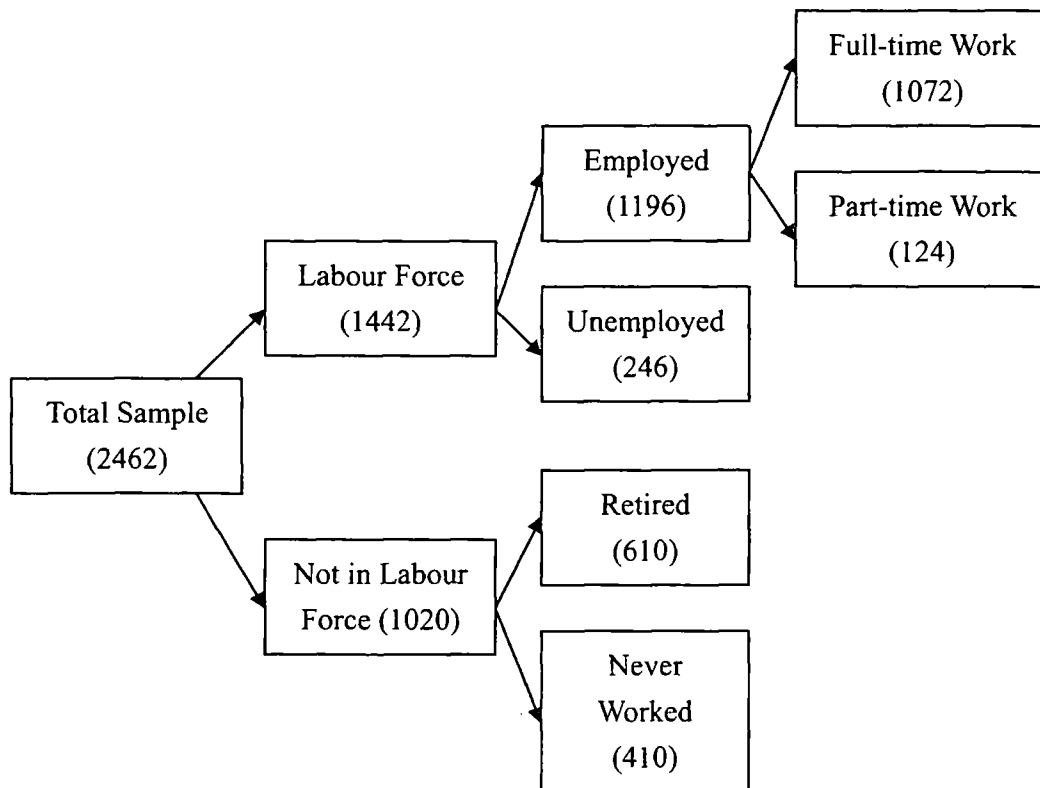 Total Sample
(2462)
Labour Force
(1442)
Not in Labour
Force (1020)
Employed
(1196)
Unemployed
(246)
Retired
(610)
Never
Worked
(410)
Full-time Work
(1072)
Part-time Work
(124)